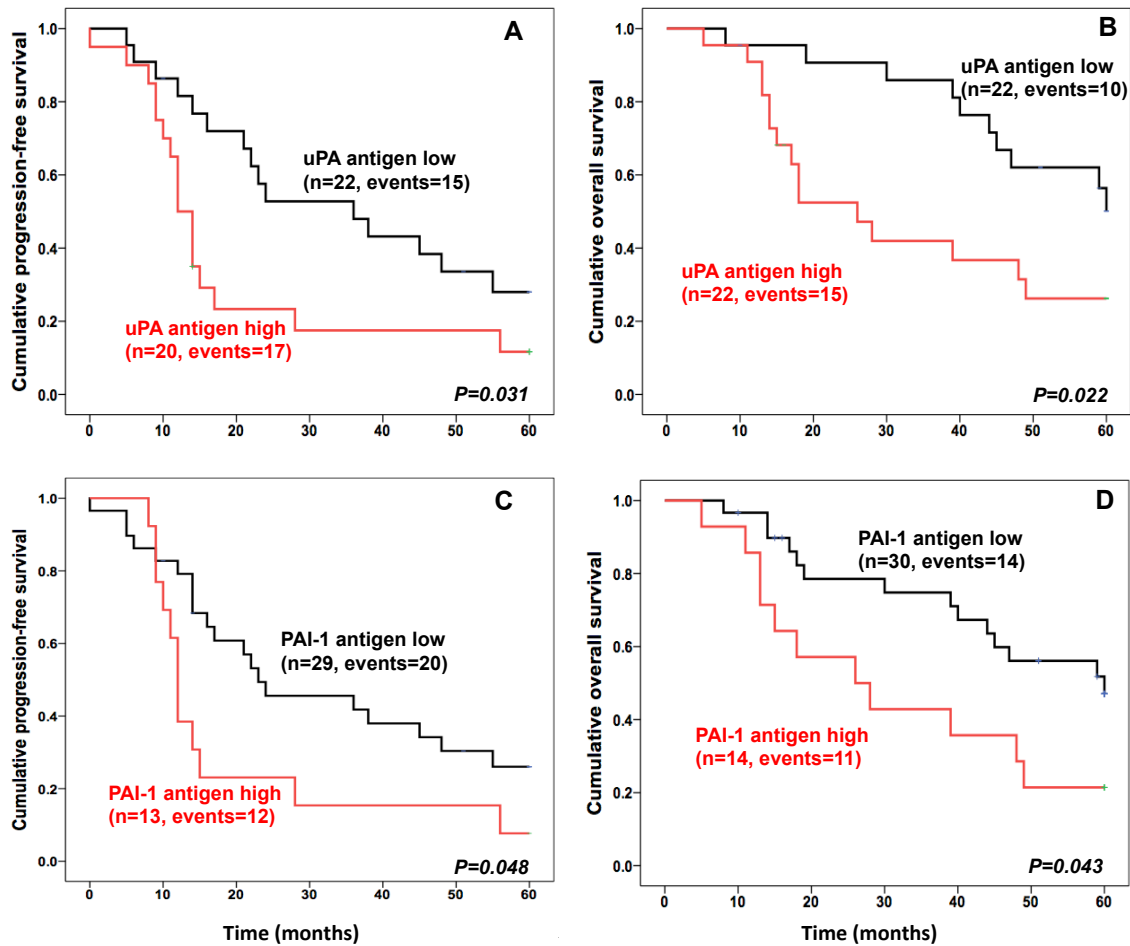 A
Cumulative progression-free survival
1.0
0.8
0.6
0.4
0.2
0.0
uPA antigen low
(n=22, events=15)
uPA antigen high
(n=20, events=17)
P=0.031
0 10 20 30 40 50 60
B
Cumulative overall survival
1.0
0.8
0.6
0.4
0.2
0.0
uPA antigen low
(n=22, events=10)
uPA antigen high
(n=22, events=15)
P=0.022
0 10 20 30 40 50 60
C
Cumulative progression-free survival
1.0
0.8
0.6
0.4
0.2
0.0
PAI-1 antigen low
(n=29, events=20)
PAI-1 antigen high
(n=13, events=12)
P=0.048
0 10 20 30 40 50 60
Time (months)
D
Cumulative overall survival
1.0
0.8
0.6
0.4
0.2
0.0
PAI-1 antigen low
(n=30, events=14)
PAI-1 antigen high
(n=14, events=11)
P=0.043
0 10 20 30 40 50 60
Time (months)